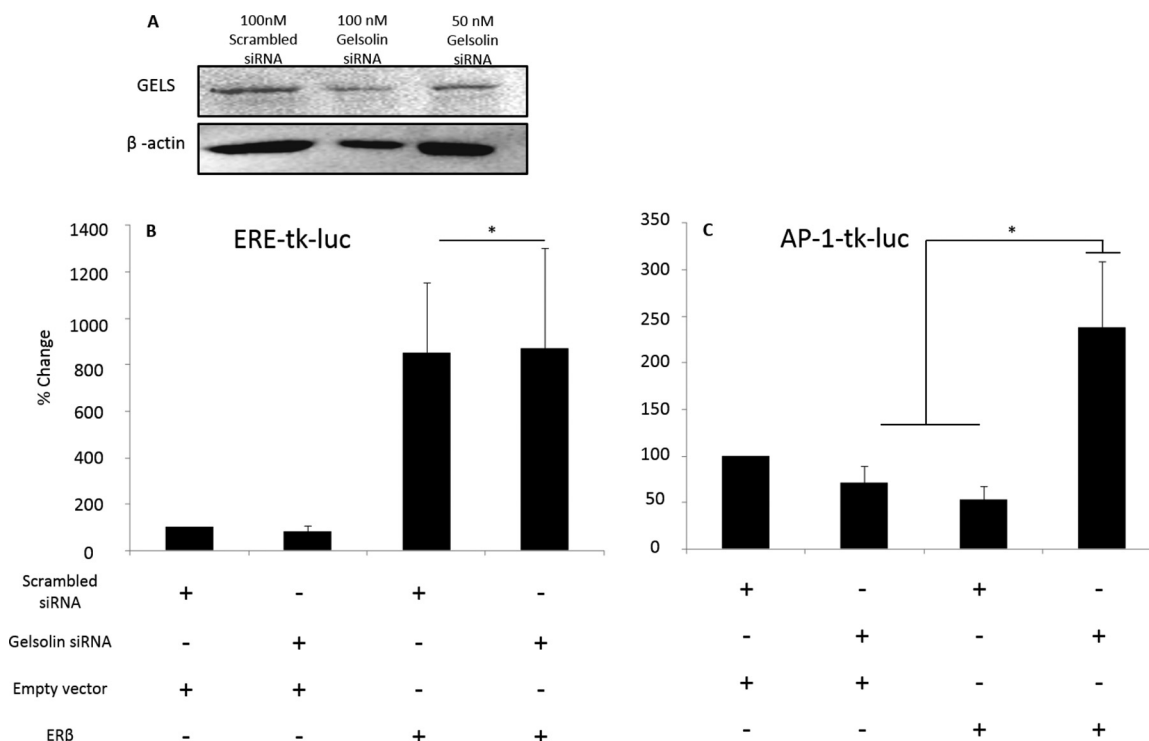 A
100nM
Scrambled
siRNA
100 nM
Gelsolin
siRNA
50 nM
Gelsolin
siRNA
GELS
β -actin
B
ERE-tk-luc
*
% Change
1400
1200
1000
800
600
400
200
0
C
AP-1-tk-luc
*
350
300
250
200
150
100
50
0
Scrambled
siRNA
+ - + - + - + -
Gelsolin siRNA
- + - + - + - +
Empty vector
+ + - - + + - -
ERβ
- - + + - - + +